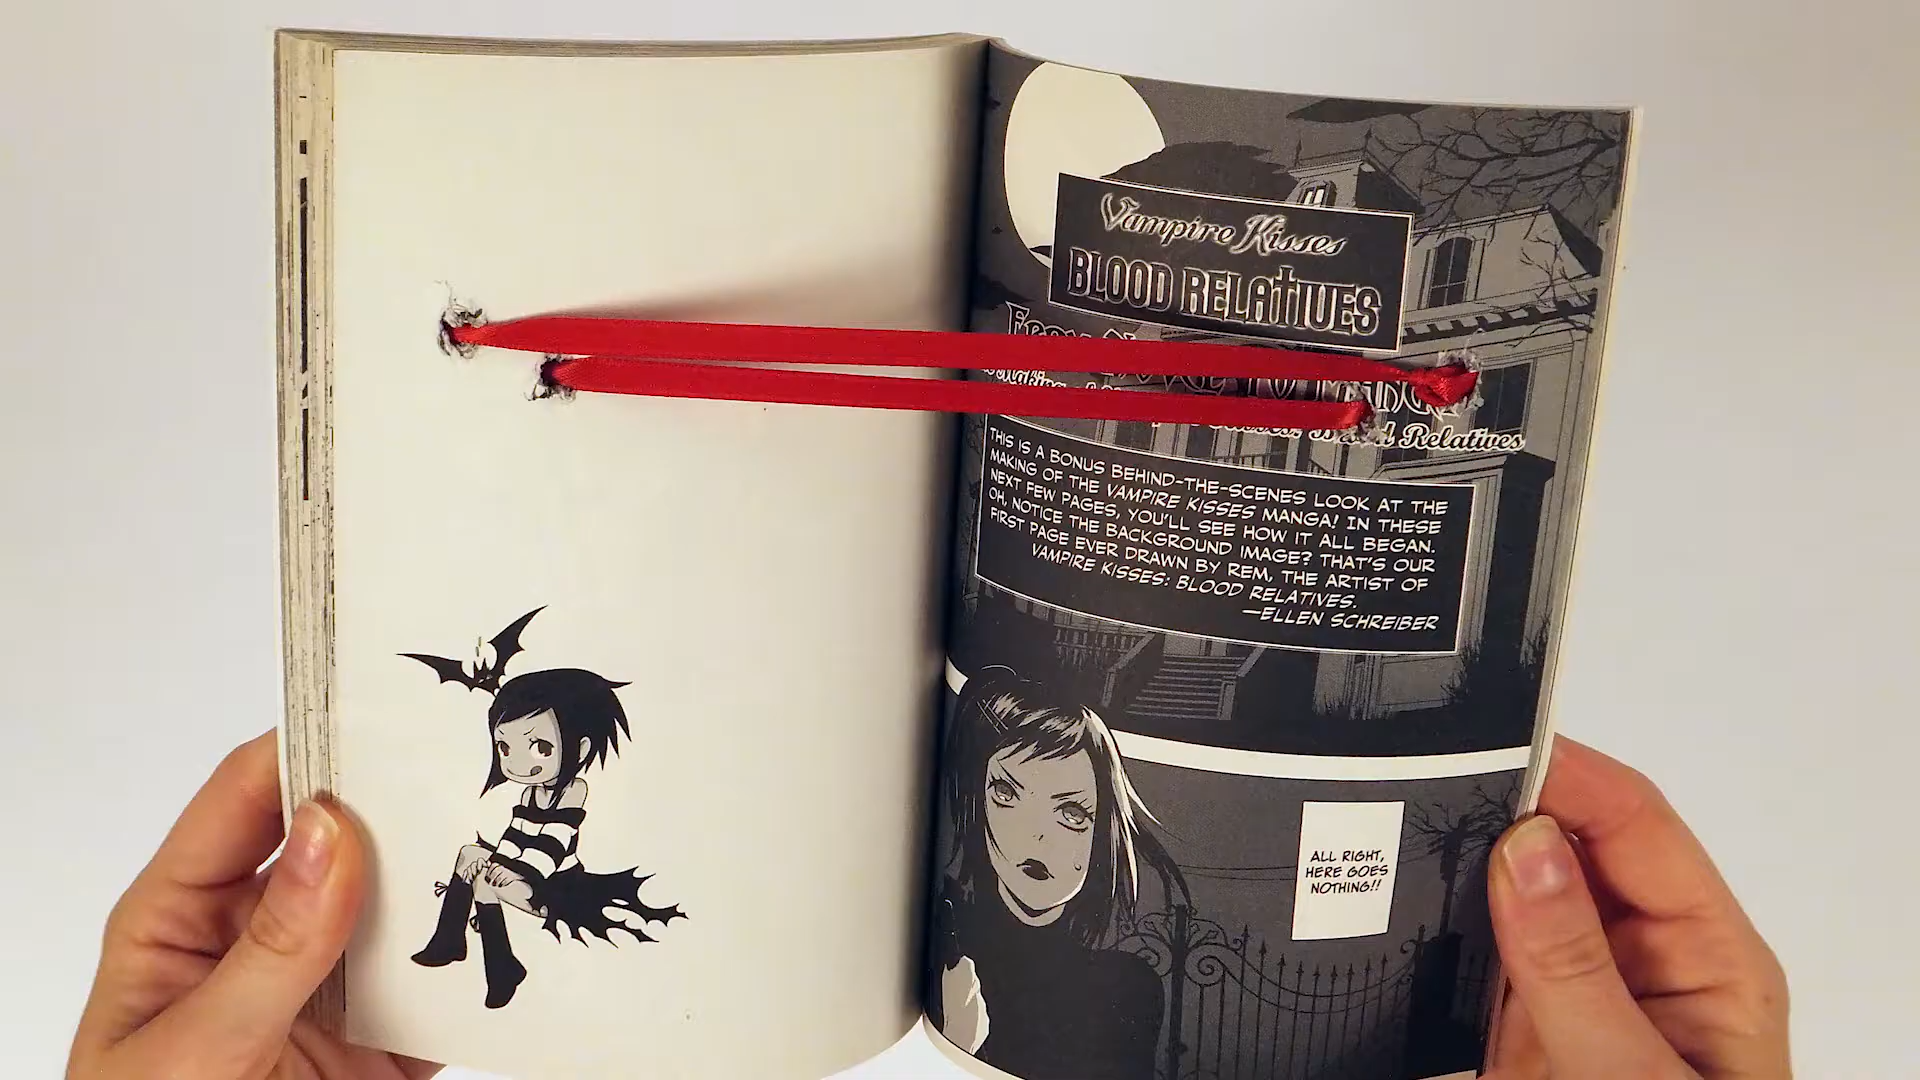 Vampire Kisses
BLOOD RELATIVES
Relatives
THIS IS A BONUS BEHIND-THE-SCENES LOOK AT THE
MAKING OF THE VAMPIRE KISSES MANGA! IN THESE
NEXT FEW PAGES, YOU'LL SEE HOW IT ALL BEGAN.
OH, NOTICE THE BACKGROUND IMAGE? THAT'S OUR
FIRST PAGE EVER DRAWN BY REM, THE ARTIST OF
VAMPIRE KISSES: BLOOD RELATIVES.
—ELLEN SCHREIBER
ALL RIGHT,
HERE GOES
NOTHING!!